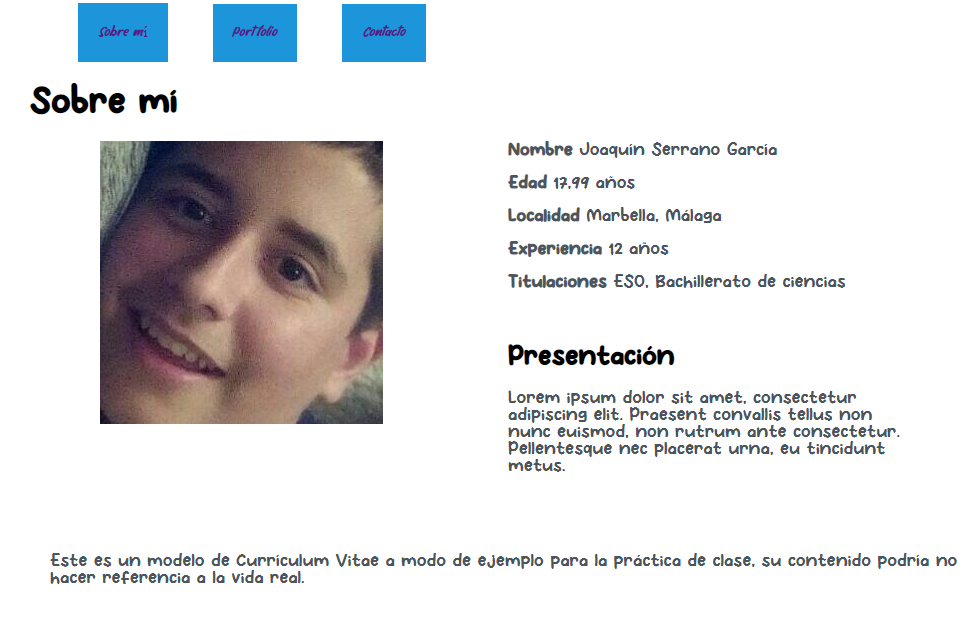 Sobre mí
Portfolio
Contacto
Sobre mí
Nombre Joaquín Serrano García
Edad 17,99 años
Localidad Marbella, Málaga
Experiencia 12 años
Titulaciones ESO, Bachillerato de ciencias
Presentación
Lorem ipsum dolor sit amet, consectetur
adipiscing elit. Praesent convallis tellus non
nunc euismod, non rutrum ante consectetur.
Pellentesque nec placerat urna, eu tincidunt
metus.
Este es un modelo de Currículum Vitae a modo de ejemplo para la práctica de clase, su contenido podría no
hacer referencia a la vida real.